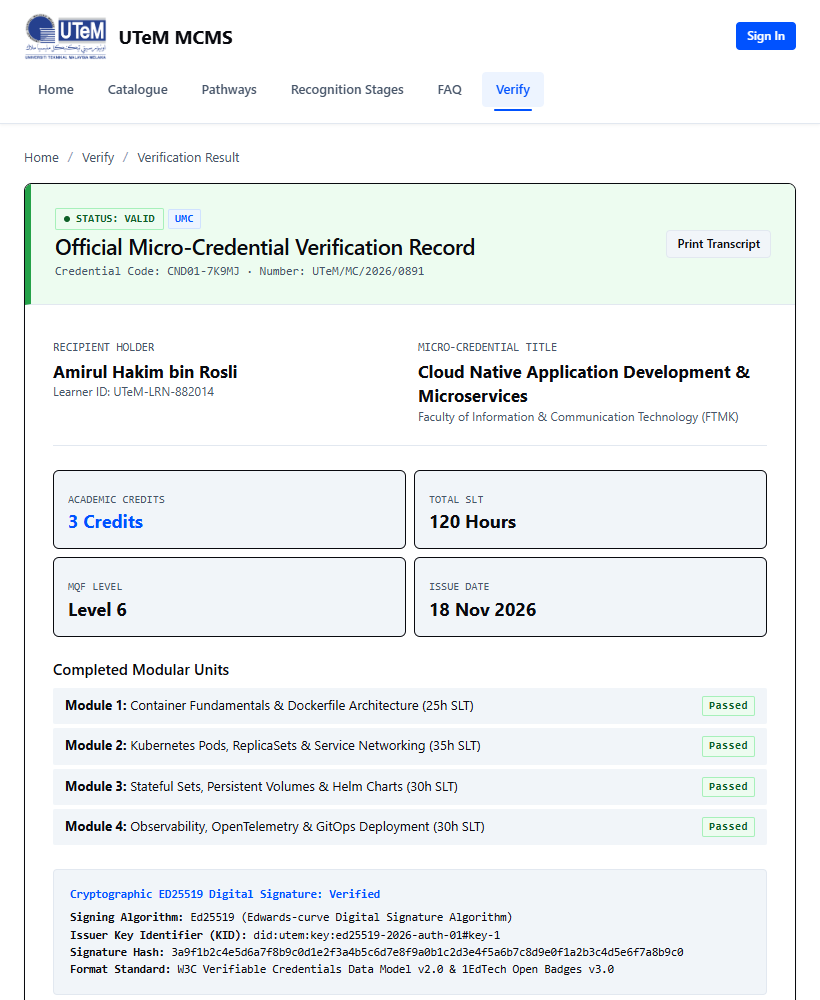 UTeM
UNIVERSITI TEKNIKAL MALAYSIA MELAKA
UTeM MCMS
Sign In
Home
Catalogue
Pathways
Recognition Stages
FAQ
Verify
Home / Verify / Verification Result
● STATUS: VALID
UMC
Official Micro-Credential Verification Record
Print Transcript
Credential Code: CND01-7K9MJ · Number: UTeM/MC/2026/0891
RECIPIENT HOLDER
Amirul Hakim bin Rosli
Learner ID: UTeM-LRN-882014
MICRO-CREDENTIAL TITLE
Cloud Native Application Development &
Microservices
Faculty of Information & Communication Technology (FTMK)
ACADEMIC CREDITS
3 Credits
TOTAL SLT
120 Hours
MQF LEVEL
Level 6
ISSUE DATE
18 Nov 2026
Completed Modular Units
Module 1: Container Fundamentals & Dockerfile Architecture (25h SLT)
Passed
Module 2: Kubernetes Pods, ReplicaSets & Service Networking (35h SLT)
Passed
Module 3: Stateful Sets, Persistent Volumes & Helm Charts (30h SLT)
Passed
Module 4: Observability, OpenTelemetry & GitOps Deployment (30h SLT)
Passed
Cryptographic ED25519 Digital Signature: Verified
Signing Algorithm: Ed25519 (Edwards-curve Digital Signature Algorithm)
Issuer Key Identifier (KID): did:utem:key:ed25519-2026-auth-01#key-1
Signature Hash: 3a9f1b2c4e5d6a7f8b9c0d1e2f3a4b5c6d7e8f9a0b1c2d3e4f5a6b7c8d9e0f1a2b3c4d5e6f7a8b9c0
Format Standard: W3C Verifiable Credentials Data Model v2.0 & 1EdTech Open Badges v3.0